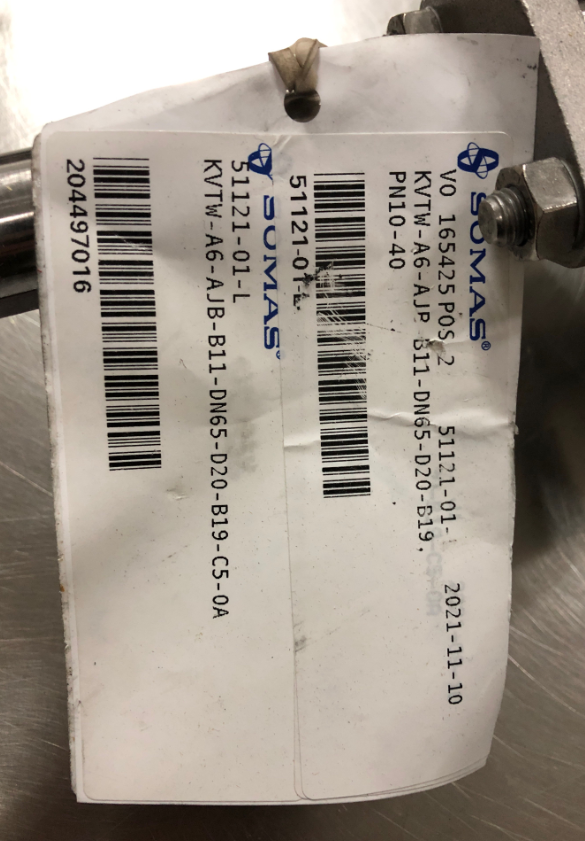 SOMAS®
VO 165425 POS 2 51121-01- 2021-11-10
KVTW-A6-AJB-B11-DN65-D20-B19,
PN10-40
51121-01-L
SOMAS®
51121-01-L
KVTW-A6-AJB-B11-DN65-D20-B19-C5-0A
204497016